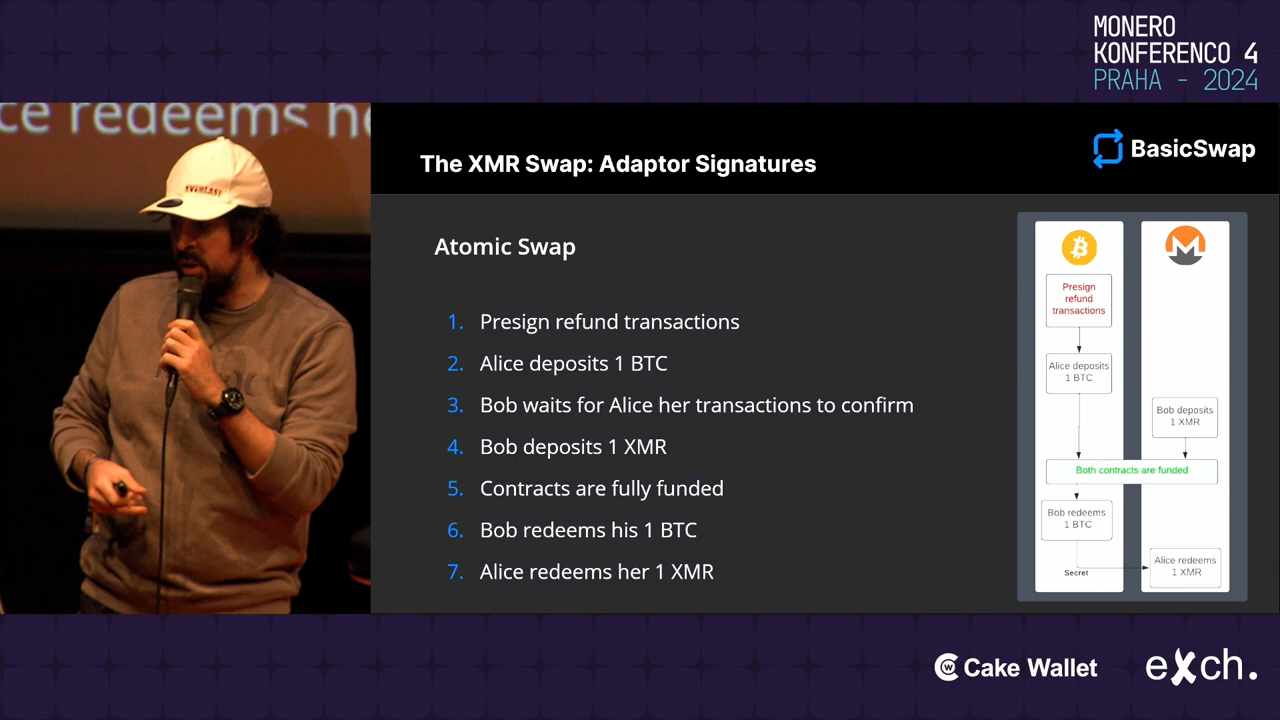 MONERO
KONFERENCO 4
PRAHA - 2024
ce redeems he
The XMR Swap: Adaptor Signatures
BasicSwap
EVERLAST
Atomic Swap
1. Presign refund transactions
2. Alice deposits 1 BTC
3. Bob waits for Alice her transactions to confirm
4. Bob deposits 1 XMR
5. Contracts are fully funded
6. Bob redeems his 1 BTC
7. Alice redeems her 1 XMR
Presign
refund
transactions
Alice deposits
1 BTC
Bob deposits
1 XMR
Both contracts are funded
Bob redeems
1 BTC
Secret
Alice redeems
1 XMR
Cake Wallet
eXch.